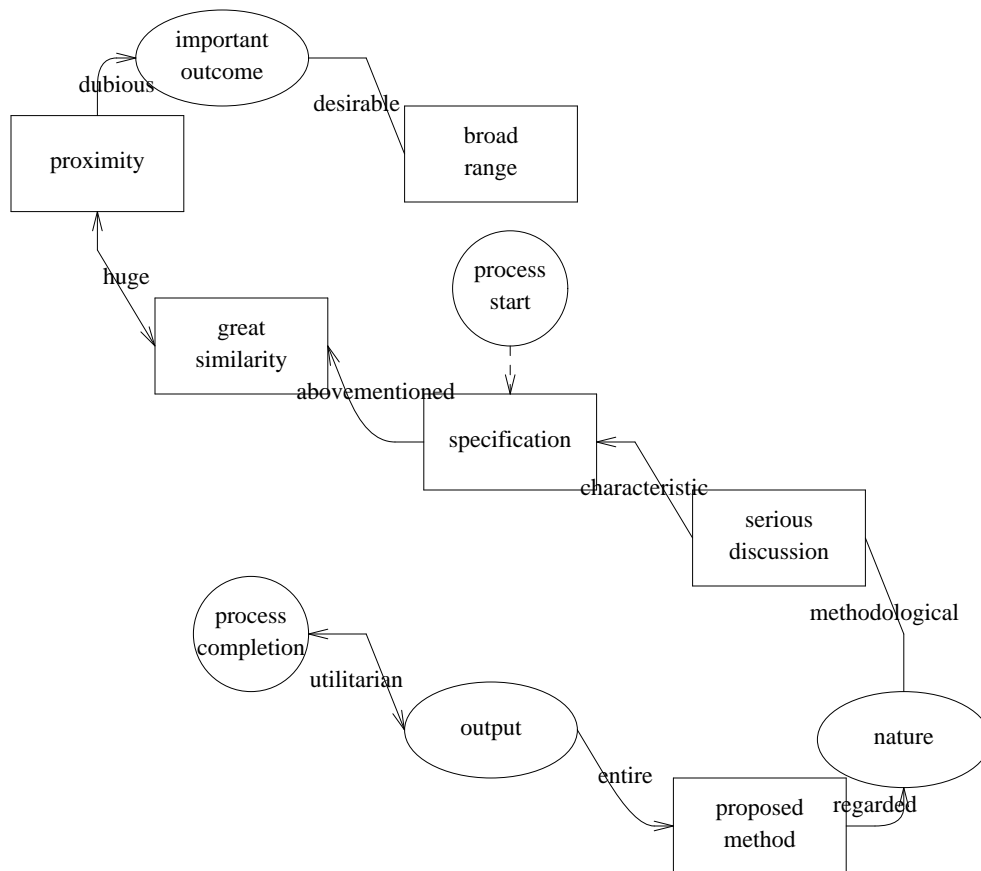 important
outcome
dubious
desirable
broad
range
proximity
process
start
huge
great
similarity
abovementioned
specification
characteristic
serious
discussion
methodological
process
completion
utilitarian
output
nature
entire
proposed
method
regarded